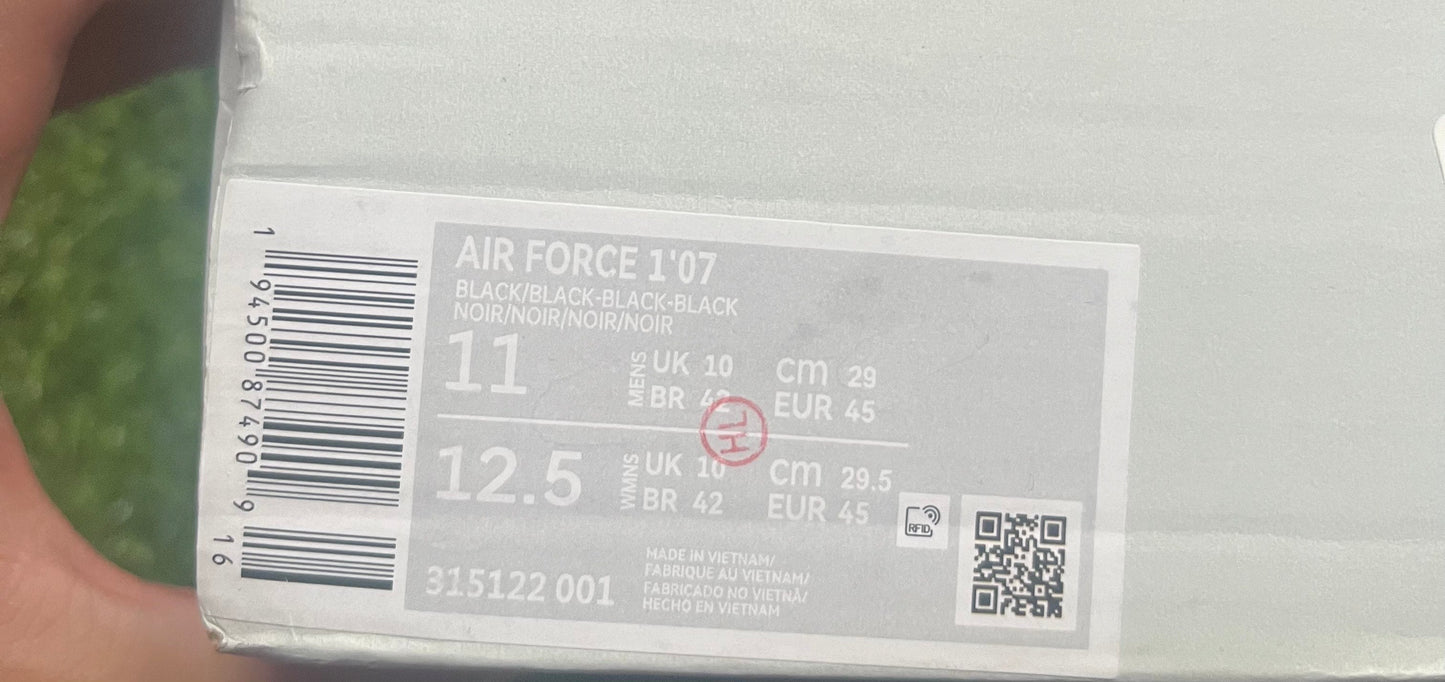 AIR FORCE 1'07
BLACK/BLACK-BLACK-BLACK
NOIR/NOIR/NOIR/NOIR
11 MENS UK 10 cm 29
BR 42 EUR 45
HL
12.5 WMNS UK 10 cm 29.5
BR 42 EUR 45
RFID
315122 001
MADE IN VIETNAM/
FABRIQUE AU VIETNAM/
FABRICADO NO VIETNÃ/
HECHO EN VIETNAM
1 94500 87490 9 16